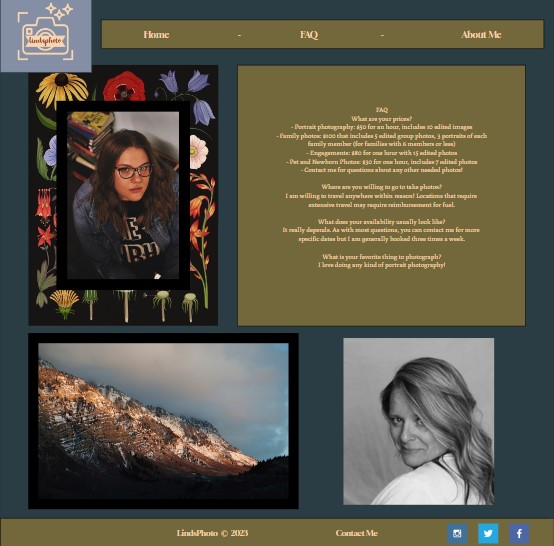 lindsphoto
Home - FAQ - About Me
FAQ
What are your prices?
- Portrait photography: $50 for an hour, includes 10 edited images
- Family photos: $100 that includes 5 edited group photos, 3 portraits of each
family member (for families with 6 members or less)
- Engagements: $80 for one hour with 15 edited photos
- Pet and Newborn Photos: $30 for one hour, includes 7 edited photos
- Contact me for questions about any other needed photos!
Where are you willing to go to take photos?
I am willing to travel anywhere within reason! Locations that require
extensive travel may require reimbursement for fuel.
What does your availability usually look like?
It really depends. As with most questions, you can contact me for more
specific dates but I am generally booked three times a week.
What is your favorite thing to photograph?
I love doing any kind of portrait photography!
LindsPhoto © 2023
Contact Me